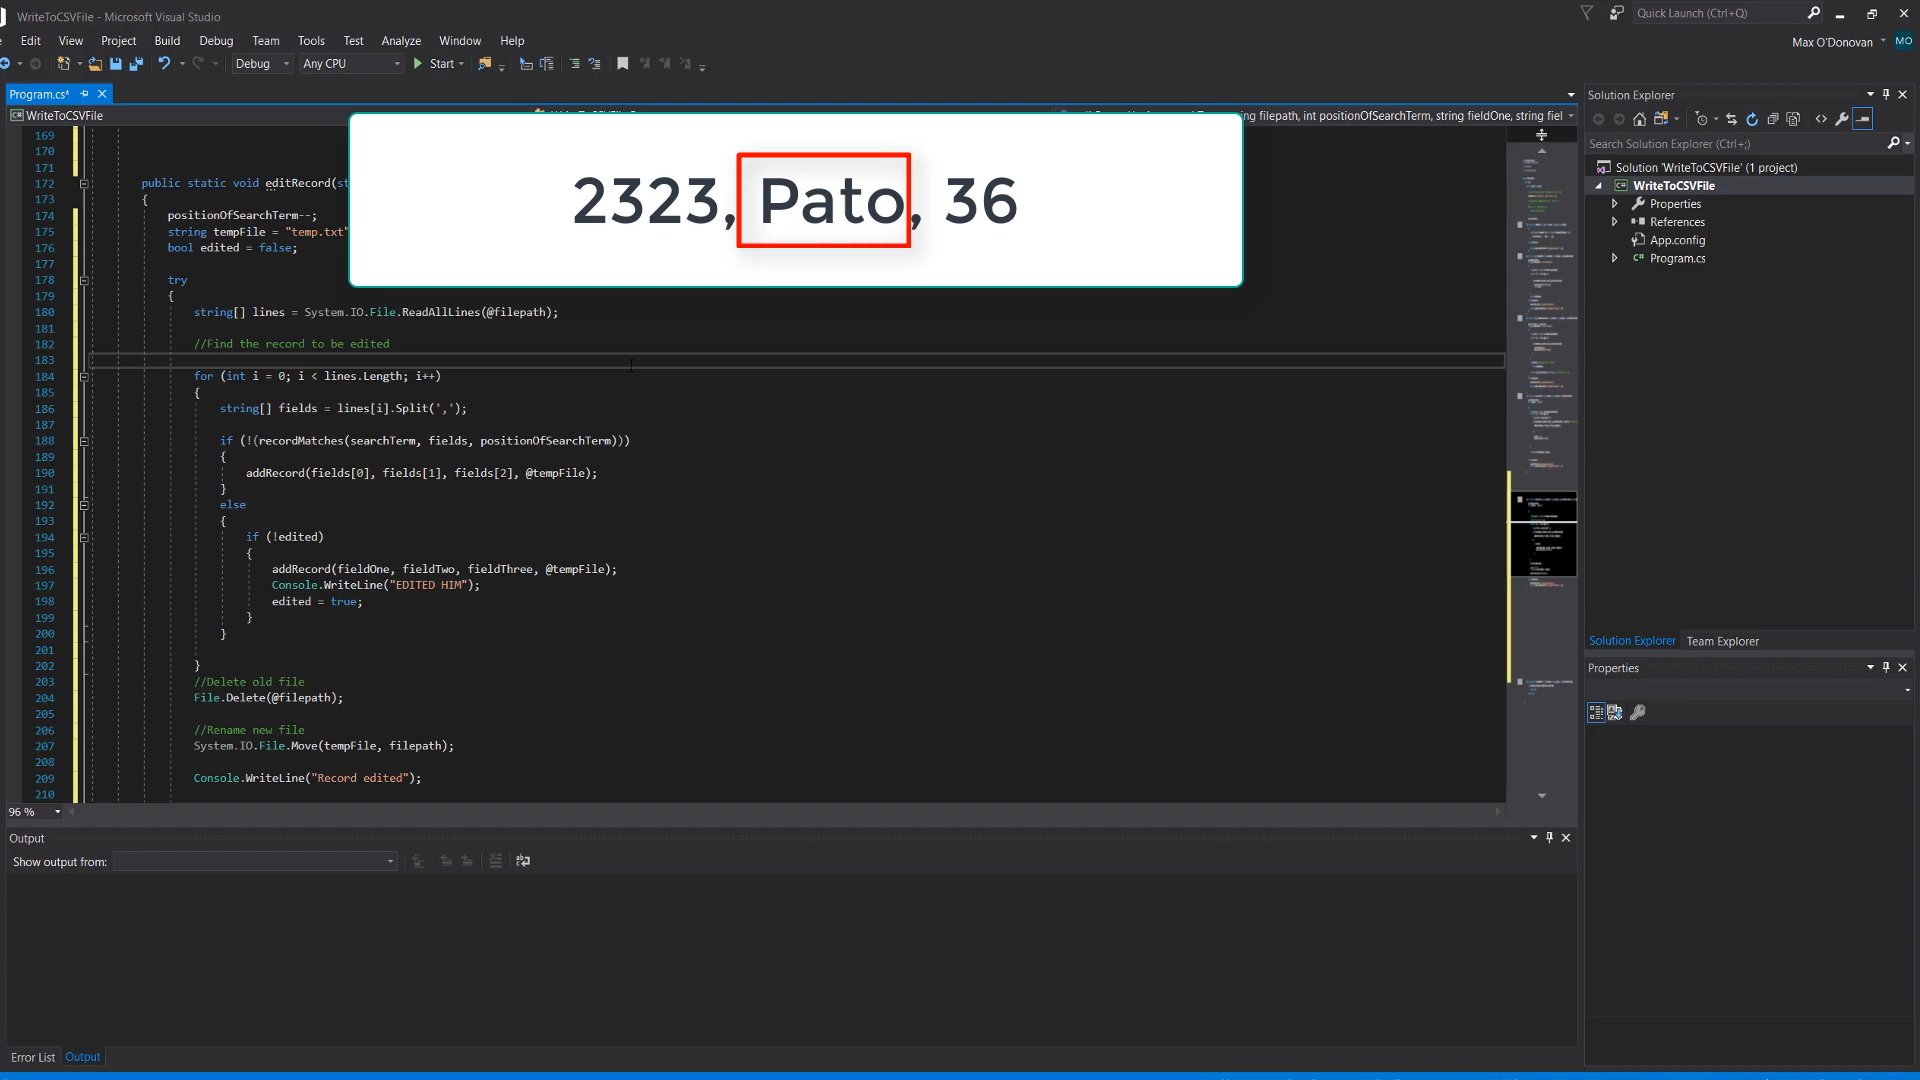 WriteToCSVFile - Microsoft Visual Studio
Quick Launch (Ctrl+Q)
Edit View Project Build Debug Team Tools Test Analyze Window Help
Max O'Donovan MO
Debug Any CPU Start
Program.cs*
WriteToCSVFile
ng filepath, int positionOfSearchTerm, string fieldOne, string fiel
2323, Pato, 36
169
170
171
172 public static void editRecord(st
173 {
174 positionOfSearchTerm--;
175 string tempFile = "temp.txt"
176 bool edited = false;
177
178 try
179 {
180 string[] lines = System.IO.File.ReadAllLines(@filepath);
181
182 //Find the record to be edited
183
184 for (int i = 0; i < lines.Length; i++)
185 {
186 string[] fields = lines[i].Split(',');
187
188 if (!(recordMatches(searchTerm, fields, positionOfSearchTerm)))
189 {
190 addRecord(fields[0], fields[1], fields[2], @tempFile);
191 }
192 else
193 {
194 if (!edited)
195 {
196 addRecord(fieldOne, fieldTwo, fieldThree, @tempFile);
197 Console.WriteLine("EDITED HIM");
198 edited = true;
199 }
200 }
201
202 }
203 //Delete old file
204 File.Delete(@filepath);
205
206 //Rename new file
207 System.IO.File.Move(tempFile, filepath);
208
209 Console.WriteLine("Record edited");
210
96 %
Output
Show output from:
Error List Output
Solution Explorer
Search Solution Explorer (Ctrl+;)
Solution 'WriteToCSVFile' (1 project)
C# WriteToCSVFile
Properties
References
App.config
C# Program.cs
Solution Explorer Team Explorer
Properties